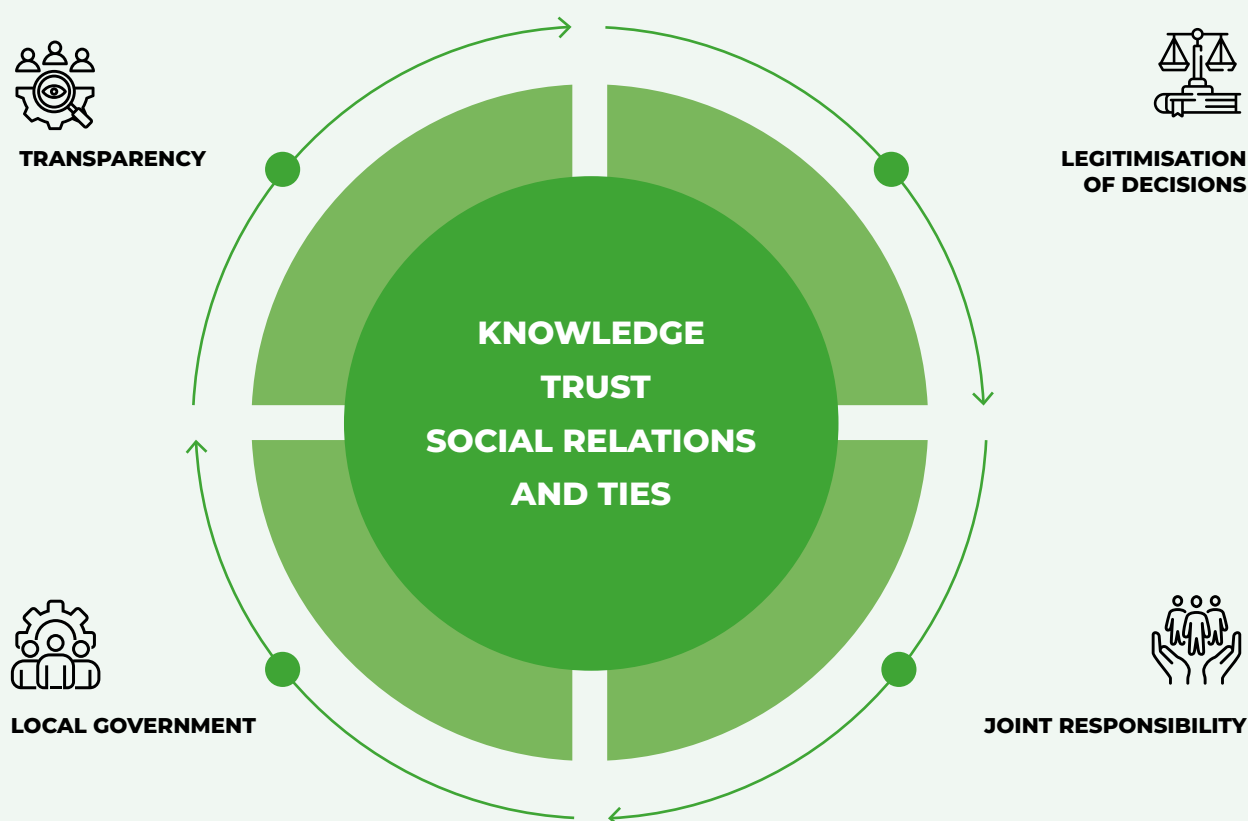 TRANSPARENCY
LEGITIMISATION
OF DECISIONS
KNOWLEDGE
TRUST
SOCIAL RELATIONS
AND TIES
LOCAL GOVERNMENT
JOINT RESPONSIBILITY